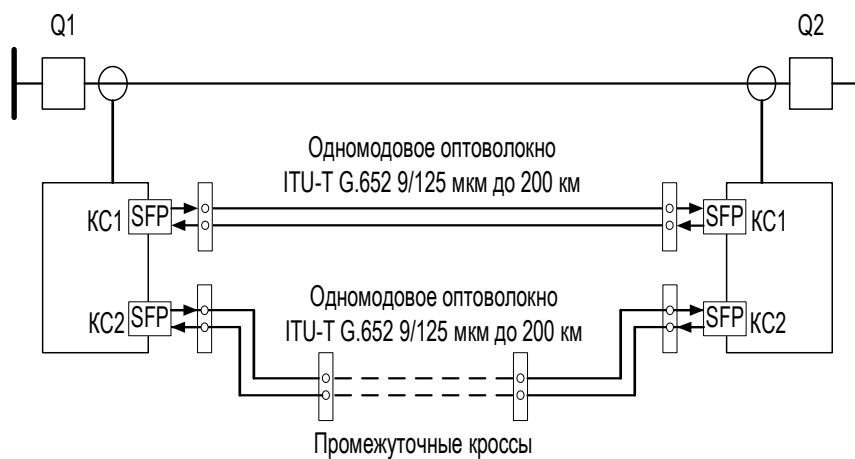 Q1
Q2
Одномодовое оптоволокно
ITU-T G.652 9/125 мкм до 200 км
КС1
SFP
SFP
КС1
Одномодовое оптоволокно
ITU-T G.652 9/125 мкм до 200 км
КС2
SFP
SFP
КС2
Промежуточные кроссы